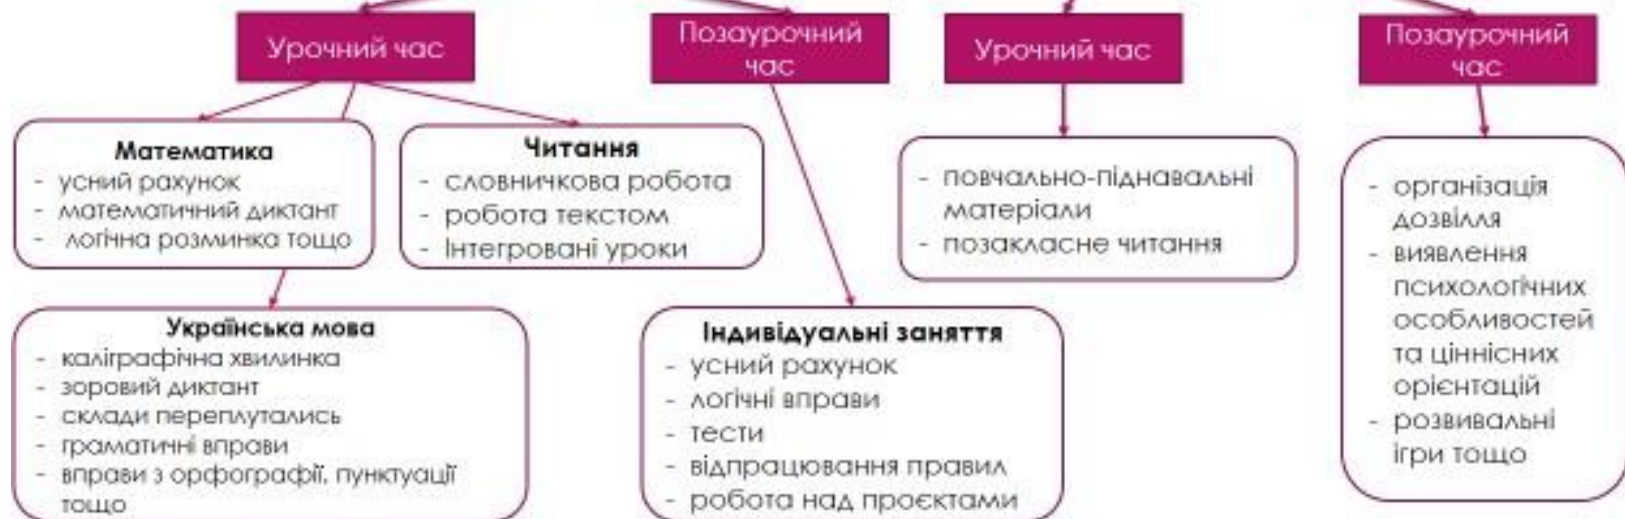 Урочний час
Позаурочний
час
Урочний час
Позаурочний
час
Математика
- усний рахунок
- математичний диктант
- логічна розминка тощо
Читання
- словничкова робота
- робота текстом
- Інтегровані уроки
- повчально-піднавальні
матеріали
- позакласне читання
- організація
дозвілля
- виявлення
психологічних
особливостей
та ціннісних
орієнтацій
- розвивальні
ігри тощо
Українська мова
- каліграфічна хвилинка
- зоровий диктант
- склади переплутались
- граматичні вправи
- вправи з орфографії, пунктуації
тощо
Індивідуальні заняття
- усний рахунок
- логічні вправи
- тести
- відпрацювання правил
- робота над проєктами